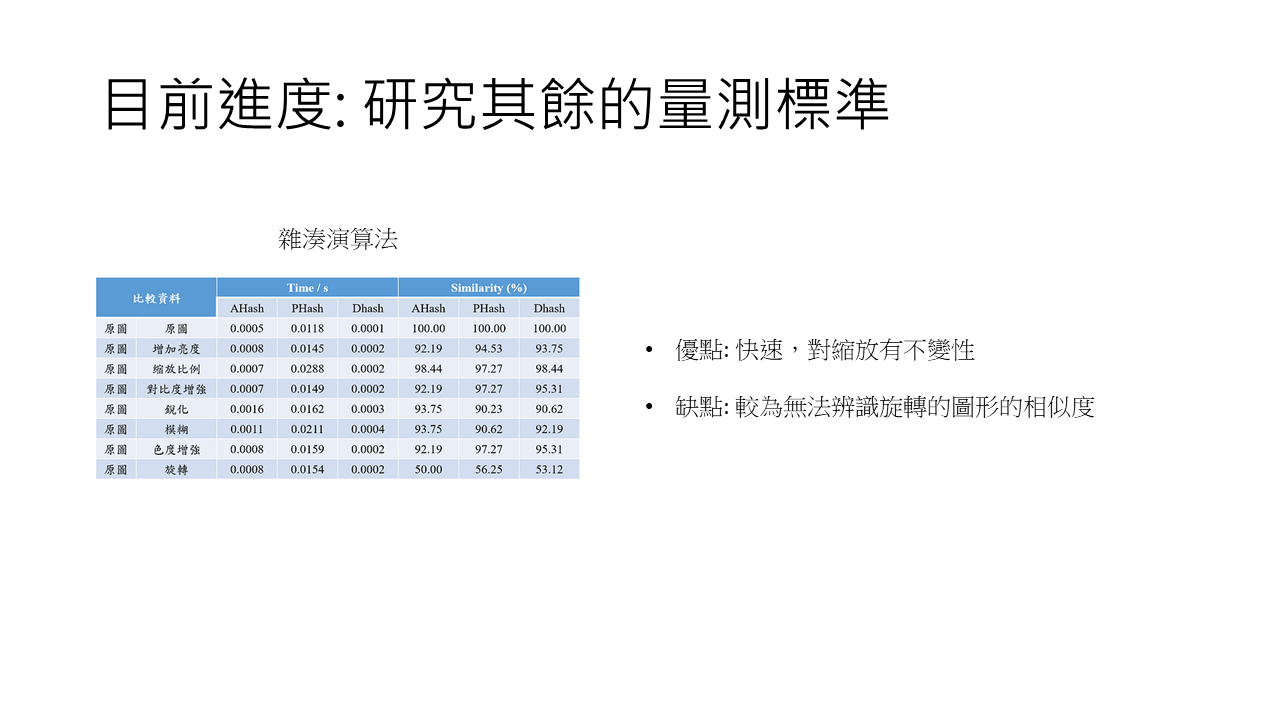 目前進度: 研究其餘的量測標準
雜湊演算法
比較資料 Time / s Similarity (%)
AHash PHash Dhash AHash PHash Dhash
原圖 原圖 0.0005 0.0118 0.0001 100.00 100.00 100.00
原圖 增加亮度 0.0008 0.0145 0.0002 92.19 94.53 93.75
原圖 縮放比例 0.0007 0.0288 0.0002 98.44 97.27 98.44
原圖 對比度增強 0.0007 0.0149 0.0002 92.19 97.27 95.31
原圖 銳化 0.0016 0.0162 0.0003 93.75 90.23 90.62
原圖 模糊 0.0011 0.0211 0.0004 93.75 90.62 92.19
原圖 色度增強 0.0008 0.0159 0.0002 92.19 97.27 95.31
原圖 旋轉 0.0008 0.0154 0.0002 50.00 56.25 53.12
• 優點: 快速，對縮放有不變性
• 缺點: 較為無法辨識旋轉的圖形的相似度